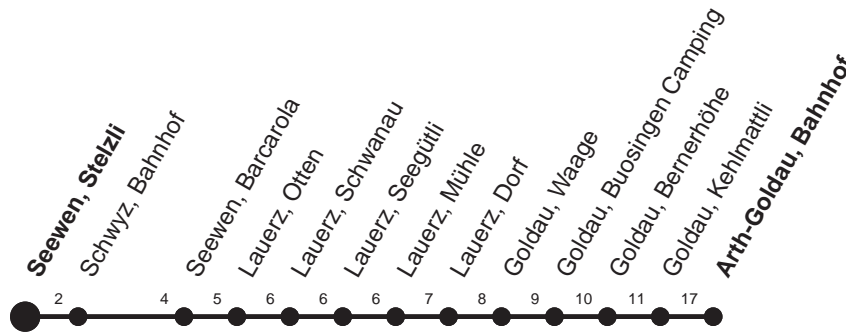 Seewen, Stelzli
Schwyz, Bahnhof
Seewen, Barcarola
Lauerz, Otten
Lauerz, Schwanau
Lauerz, Seegütli
Lauerz, Mühle
Lauerz, Dorf
Goldau, Waage
Goldau, Buosingen Camping
Goldau, Bernerhöhe
Goldau, Kehlmattli
Arth-Goldau, Bahnhof
2 4 5 6 6 6 7 8 9 10 11 17